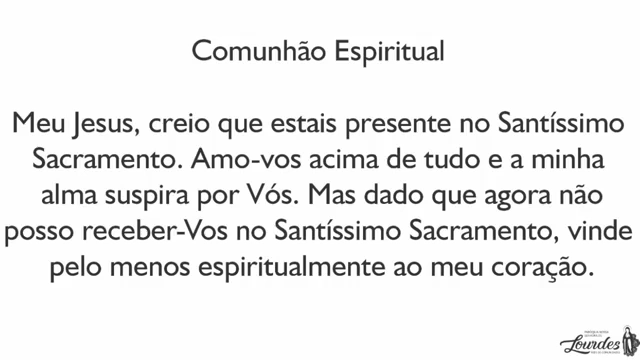 Comunhão Espiritual
Meu Jesus, creio que estais presente no Santíssimo
Sacramento. Amo-vos acima de tudo e a minha
alma suspira por Vós. Mas dado que agora não
posso receber-Vos no Santíssimo Sacramento, vinde
pelo menos espiritualmente ao meu coração.
Lourdes